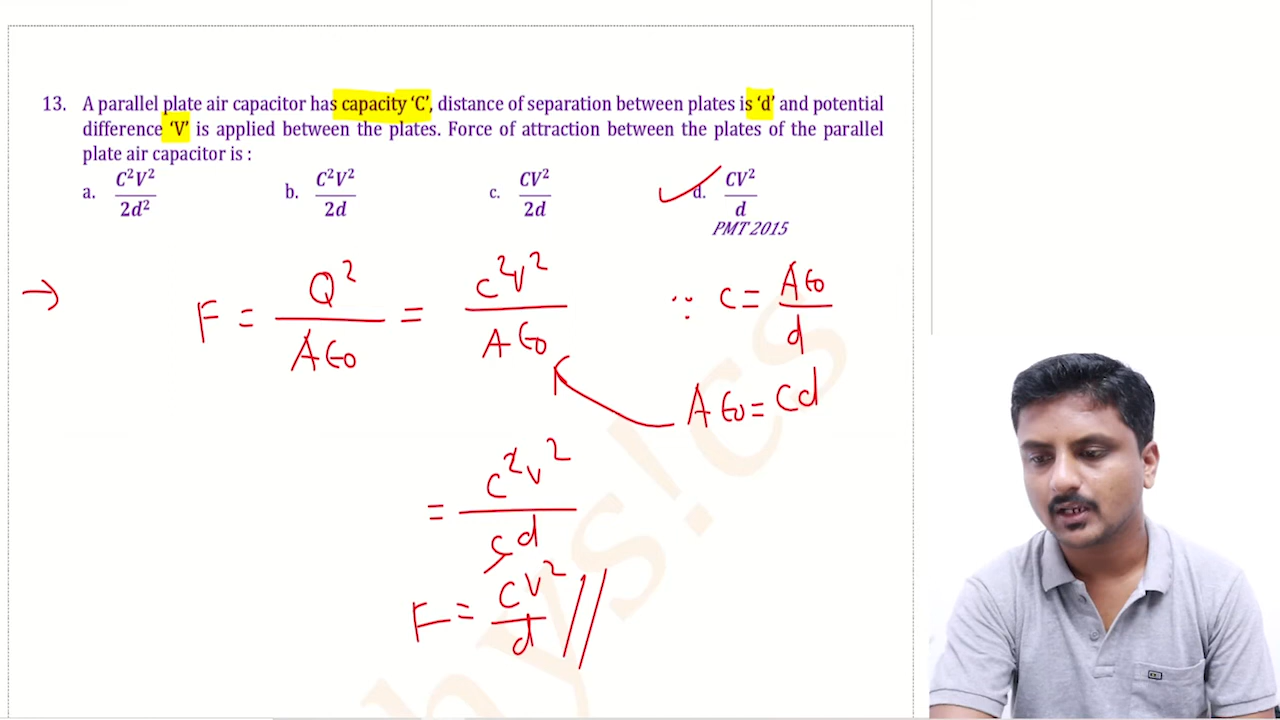 13. A parallel plate air capacitor has capacity ‘C’, distance of separation between plates is ‘d’ and potential
difference ‘V’ is applied between the plates. Force of attraction between the plates of the parallel
plate air capacitor is :
a. C²V²/2d² b. C²V²/2d c. CV²/2d d. CV²/d
PMT 2015
→ F = Q²/Aϵ₀ = C²V²/Aϵ₀ ∵ C = Aϵ₀/d
Aϵ₀ = Cd
= C²V²/Cd
F = CV²/d //
hys!cs